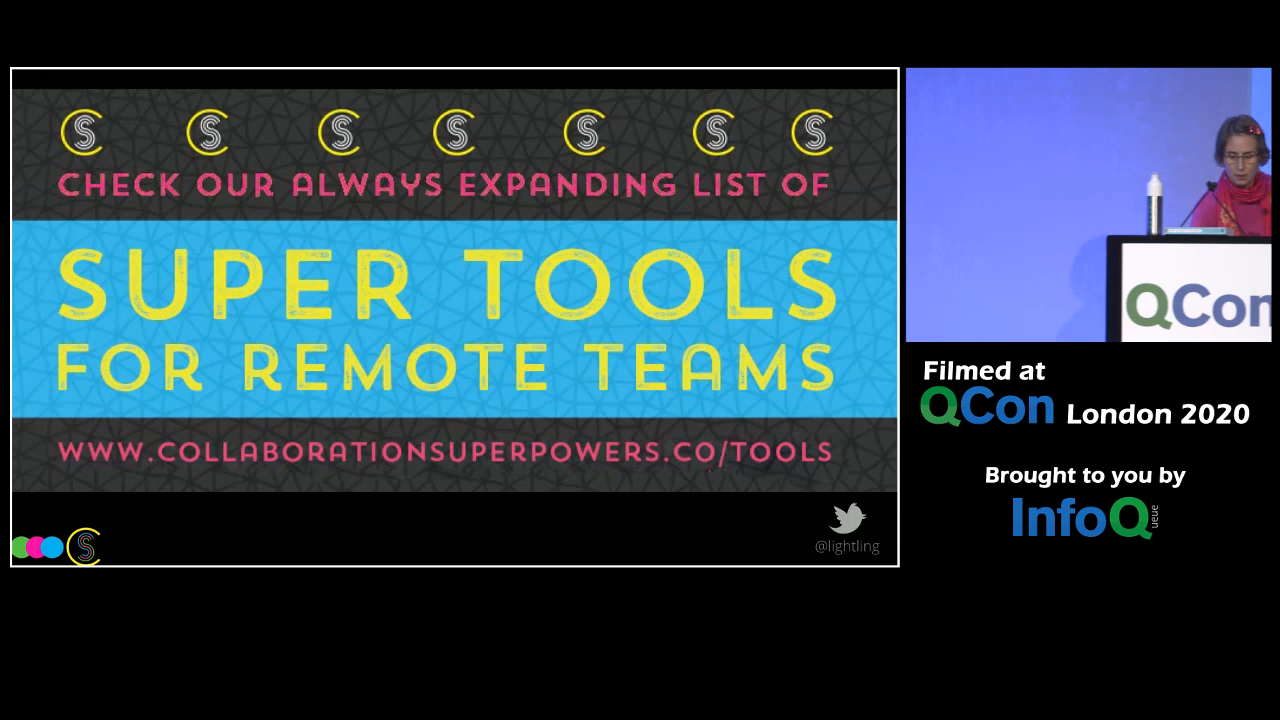 CHECK OUR ALWAYS EXPANDING LIST OF
SUPER TOOLS
FOR REMOTE TEAMS
WWW.COLLABORATIONSUPERPOWERS.CO/TOOLS
@lightling
QCon
Filmed at
QCon London 2020
Brought to you by
InfoQueue